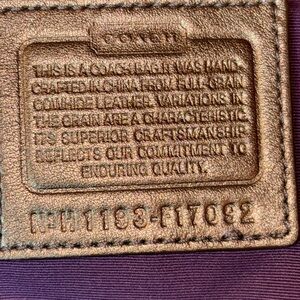 COACH
THIS IS A COACH BAG. IT WAS HAND
CRAFTED IN CHINA FROM FULL-GRAIN
COWHIDE LEATHER. VARIATIONS IN
THE GRAIN ARE A CHARACTERISTIC.
ITS SUPERIOR CRAFTSMANSHIP
REFLECTS OUR COMMITMENT TO
ENDURING QUALITY.
No H1193-F17092